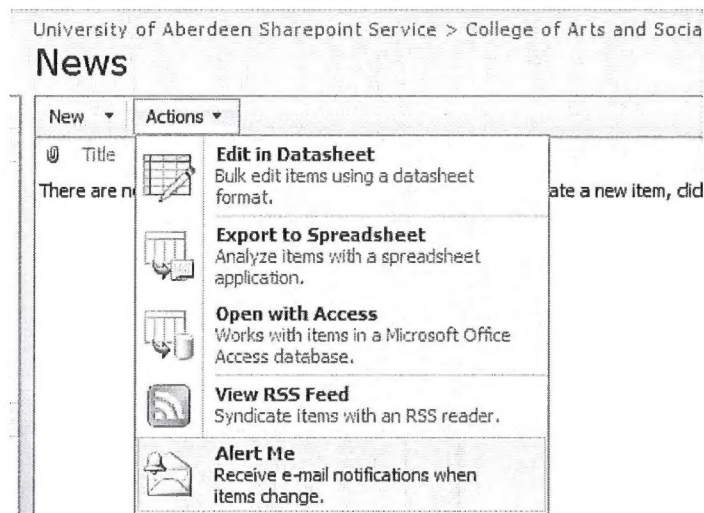 University of Aberdeen Sharepoint Service > College of Arts and Socia
News
New Actions
Title
There are n
ate a new item, clic
Edit in Datasheet
Bulk edit items using a datasheet
format.
Export to Spreadsheet
Analyze items with a spreadsheet
application.
Open with Access
Works with items in a Microsoft Office
Access database.
View RSS Feed
Syndicate items with an RSS reader.
Alert Me
Receive e-mail notifications when
items change.